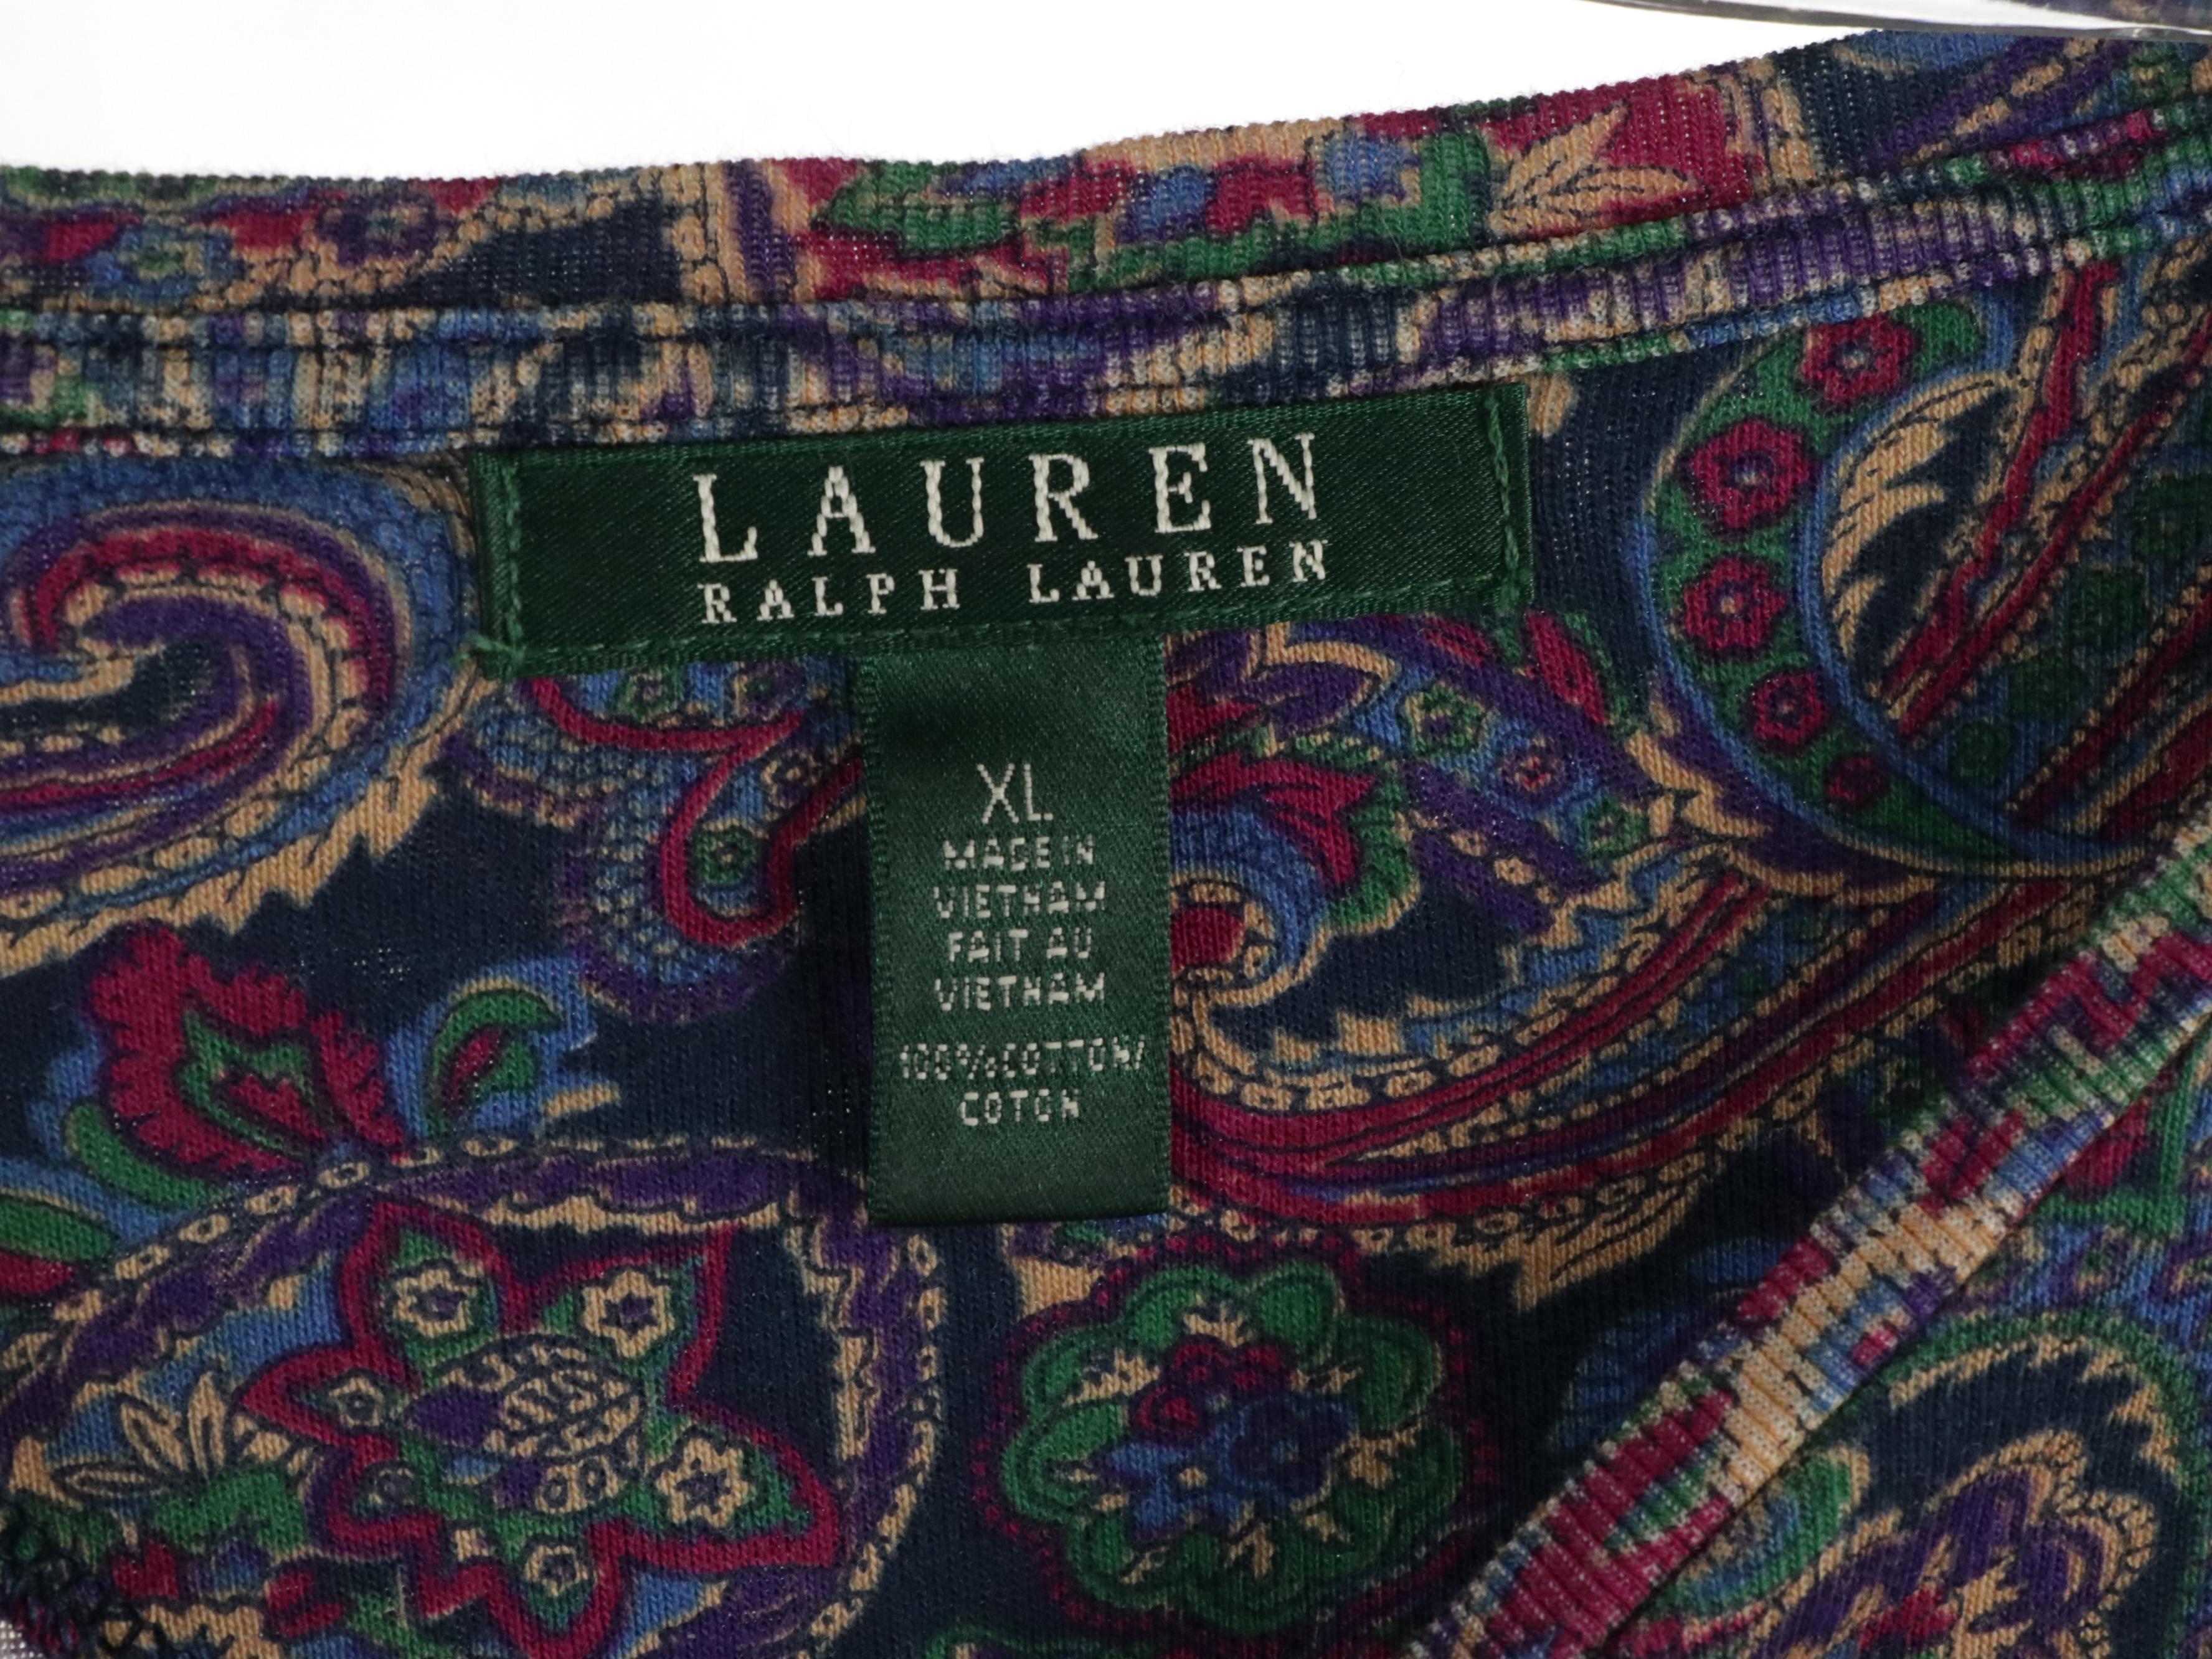 LAUREN
RALPH LAUREN
XL
MADE IN
VIETNAM
FAIT AU
VIETNAM
100%COTTON/
COTON